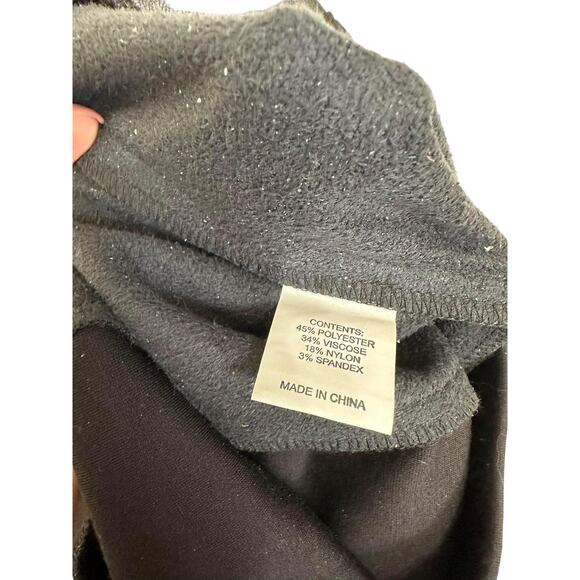 CONTENTS:
45% POLYESTER
34% VISCOSE
18% NYLON
3% SPANDEX
MADE IN CHINA